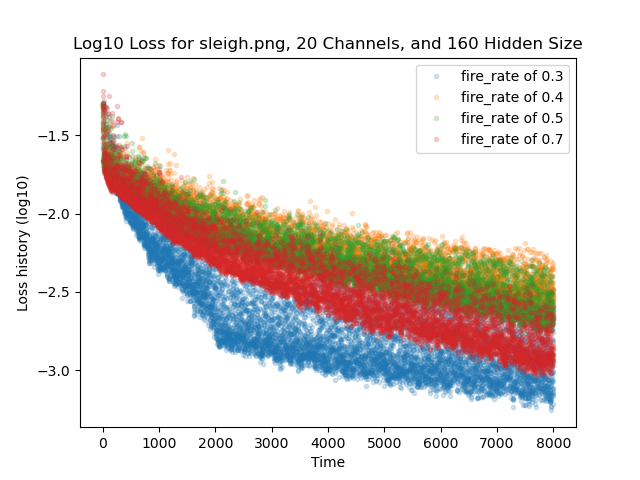 Log10 Loss for sleigh.png, 20 Channels, and 160 Hidden Size
fire_rate of 0.3
fire_rate of 0.4
fire_rate of 0.5
fire_rate of 0.7
Loss history (log10)
−1.5
−2.0
−2.5
−3.0
0 1000 2000 3000 4000 5000 6000 7000 8000
Time